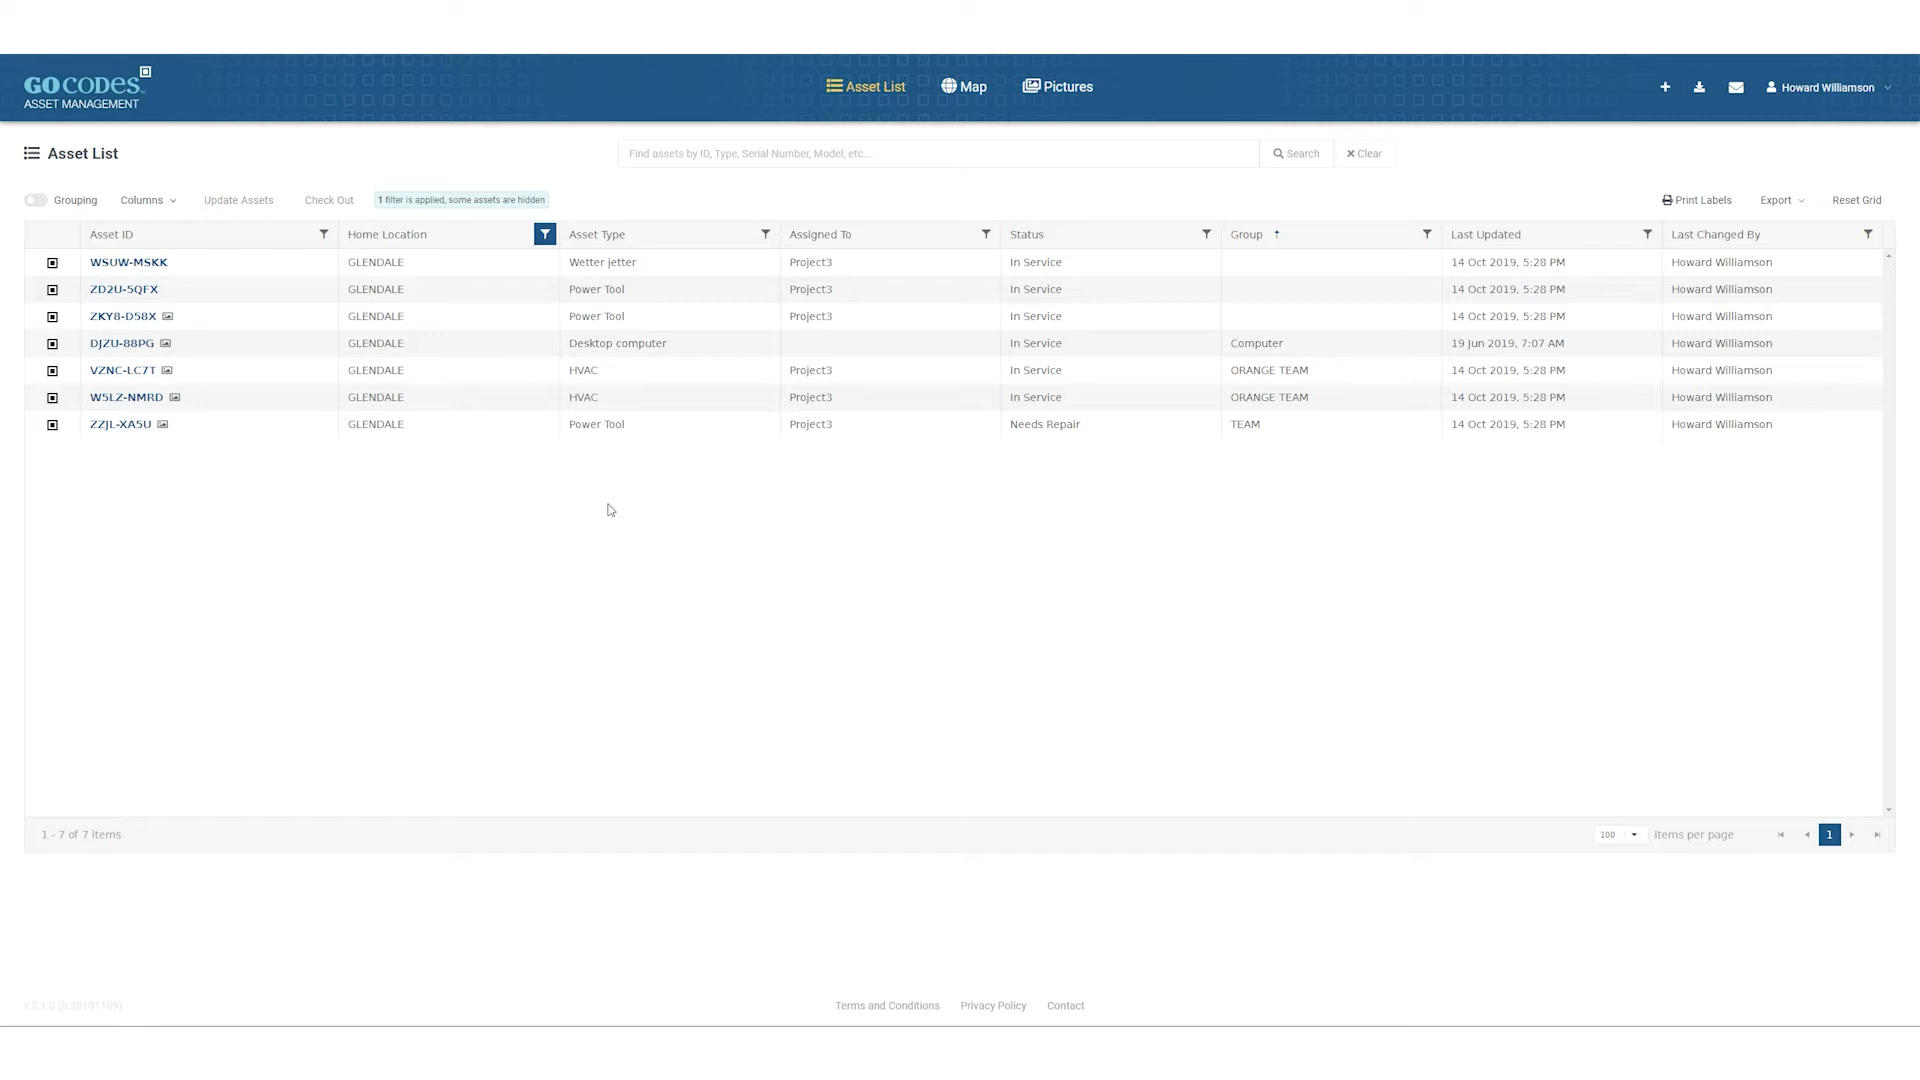 GOCODES
ASSET MANAGEMENT
Asset List Map Pictures
Howard Williamson
Asset List
Find assets by ID, Type, Serial Number, Model, etc...
Search Clear
Grouping Columns Update Assets Check Out 1 filter is applied, some assets are hidden Print Labels Export Reset Grid
Asset ID Home Location Asset Type Assigned To Status Group Last Updated Last Changed By
WSUW-MSKK GLENDALE Wetter jetter Project3 In Service 14 Oct 2019, 5:28 PM Howard Williamson
ZD2U-5QFX GLENDALE Power Tool Project3 In Service 14 Oct 2019, 5:28 PM Howard Williamson
ZKY8-D58X GLENDALE Power Tool Project3 In Service 14 Oct 2019, 5:28 PM Howard Williamson
DJZU-88PG GLENDALE Desktop computer In Service Computer 19 Jun 2019, 7:07 AM Howard Williamson
VZNC-LC7T GLENDALE HVAC Project3 In Service ORANGE TEAM 14 Oct 2019, 5:28 PM Howard Williamson
W5LZ-NMRD GLENDALE HVAC Project3 In Service ORANGE TEAM 14 Oct 2019, 5:28 PM Howard Williamson
ZZJL-XA5U GLENDALE Power Tool Project3 Needs Repair TEAM 14 Oct 2019, 5:28 PM Howard Williamson
1 - 7 of 7 items 100 items per page 1
v.2.1.0 (b.20191109) Terms and Conditions Privacy Policy Contact